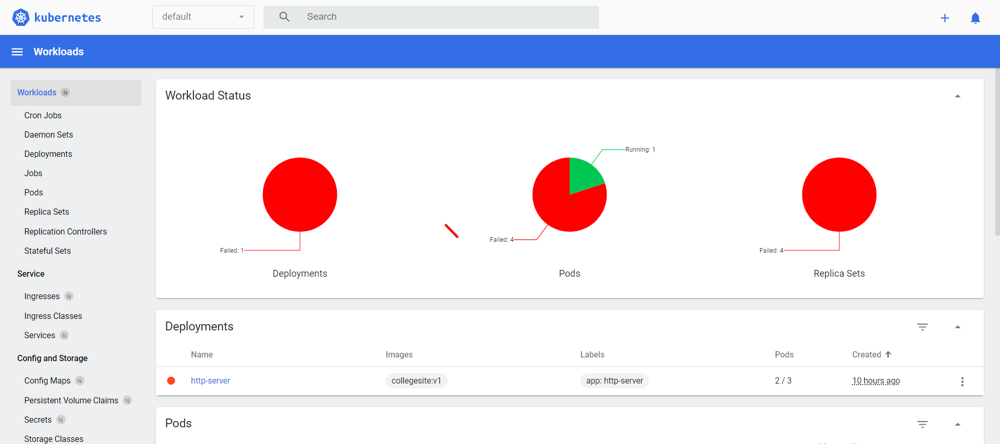 kubernetes
default
Search
Workloads
Workloads N
Cron Jobs
Daemon Sets
Deployments
Jobs
Pods
Replica Sets
Replication Controllers
Stateful Sets
Service
Ingresses N
Ingress Classes
Services N
Config and Storage
Config Maps N
Persistent Volume Claims N
Secrets N
Storage Classes
Workload Status
Failed: 1
Deployments
Running: 1
Failed: 4
Pods
Failed: 4
Replica Sets
Deployments
Name Images Labels Pods Created
http-server collegesite:v1 app: http-server 2 / 3 10 hours ago
Pods